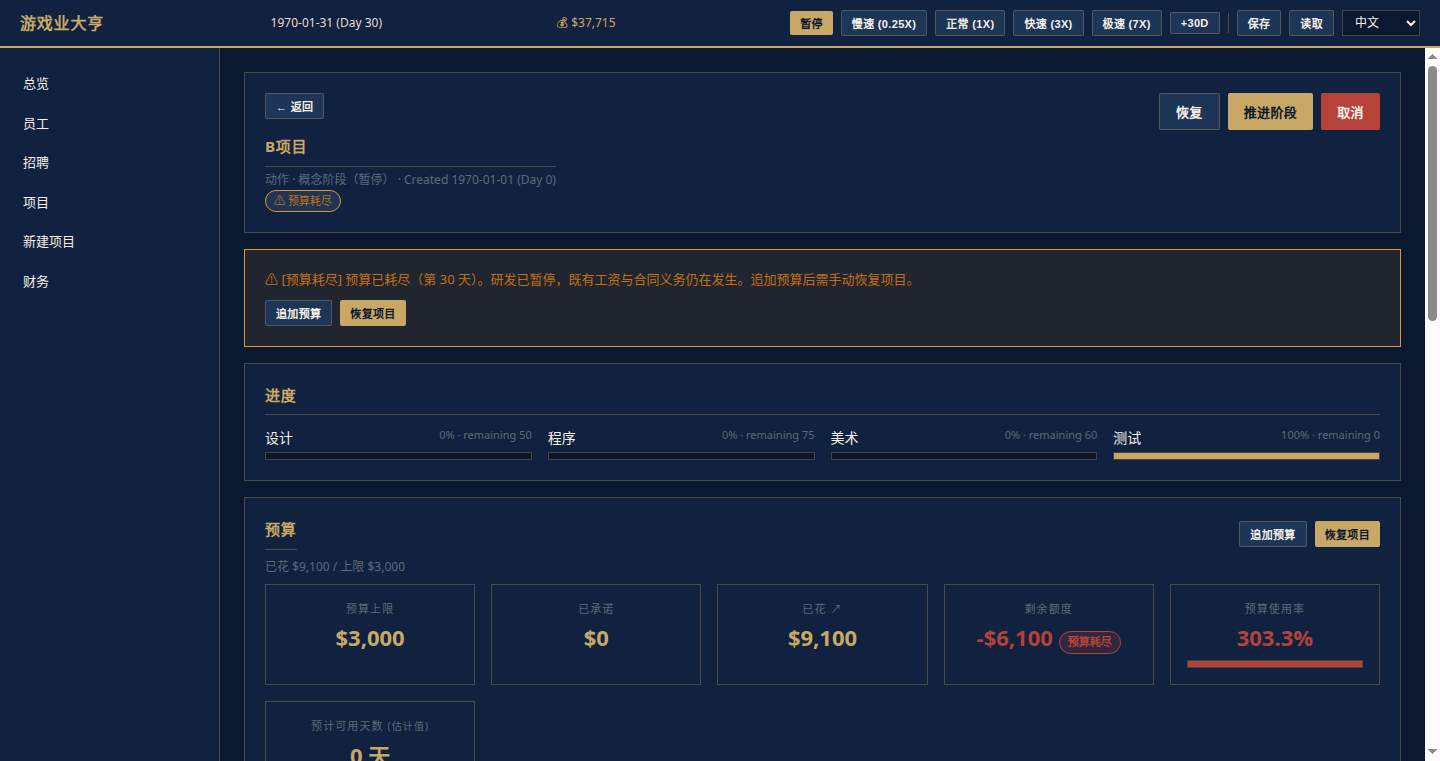 游戏业大亨
1970-01-31 (Day 30)
💰 $37,715
暂停
慢速 (0.25X)
正常 (1X)
快速 (3X)
极速 (7X)
+30D
保存
读取
中文
总览
员工
招聘
项目
新建项目
财务
← 返回
恢复
推进阶段
取消
B项目
动作 · 概念阶段（暂停） · Created 1970-01-01 (Day 0)
⚠ 预算耗尽
⚠ [预算耗尽] 预算已耗尽（第 30 天）。研发已暂停，既有工资与合同义务仍在发生。追加预算后需手动恢复项目。
追加预算
恢复项目
进度
设计
0% · remaining 50
程序
0% · remaining 75
美术
0% · remaining 60
测试
100% · remaining 0
预算
追加预算
恢复项目
已花 $9,100 / 上限 $3,000
预算上限
$3,000
已承诺
$0
已花 ↗
$9,100
剩余额度
-$6,100 预算耗尽
预算使用率
303.3%
预计可用天数 (估计值)
0 天